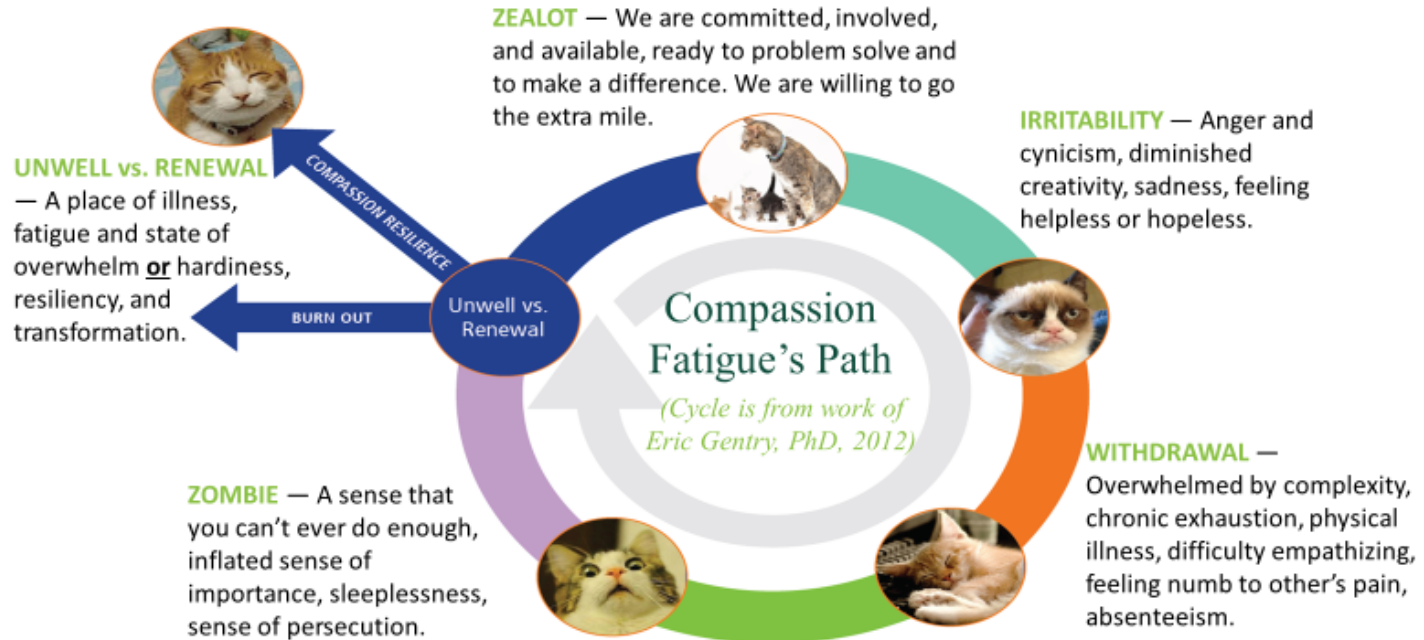 ZEALOT — We are committed, involved,
and available, ready to problem solve and
to make a difference. We are willing to go
the extra mile.
IRRITABILITY — Anger and
cynicism, diminished
creativity, sadness, feeling
helpless or hopeless.
WITHDRAWAL —
Overwhelmed by complexity,
chronic exhaustion, physical
illness, difficulty empathizing,
feeling numb to other's pain,
absenteeism.
ZOMBIE — A sense that
you can't ever do enough,
inflated sense of
importance, sleeplessness,
sense of persecution.
UNWELL vs. RENEWAL
— A place of illness,
fatigue and state of
overwhelm or hardiness,
resiliency, and
transformation.
COMPASSION RESILIENCE
BURN OUT
Unwell vs.
Renewal
Compassion
Fatigue's Path
(Cycle is from work of
Eric Gentry, PhD, 2012)